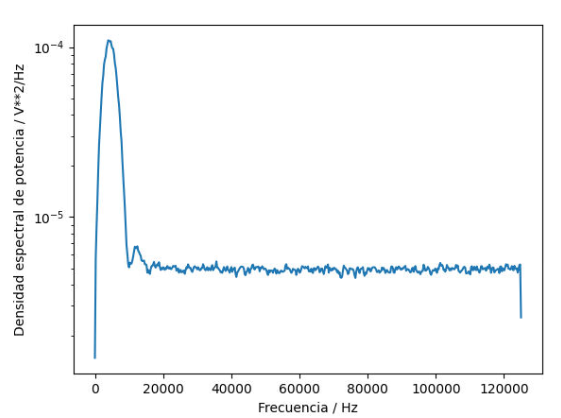 10⁻⁴
10⁻⁵
Densidad espectral de potencia / V**2/Hz
0 20000 40000 60000 80000 100000 120000
Frecuencia / Hz